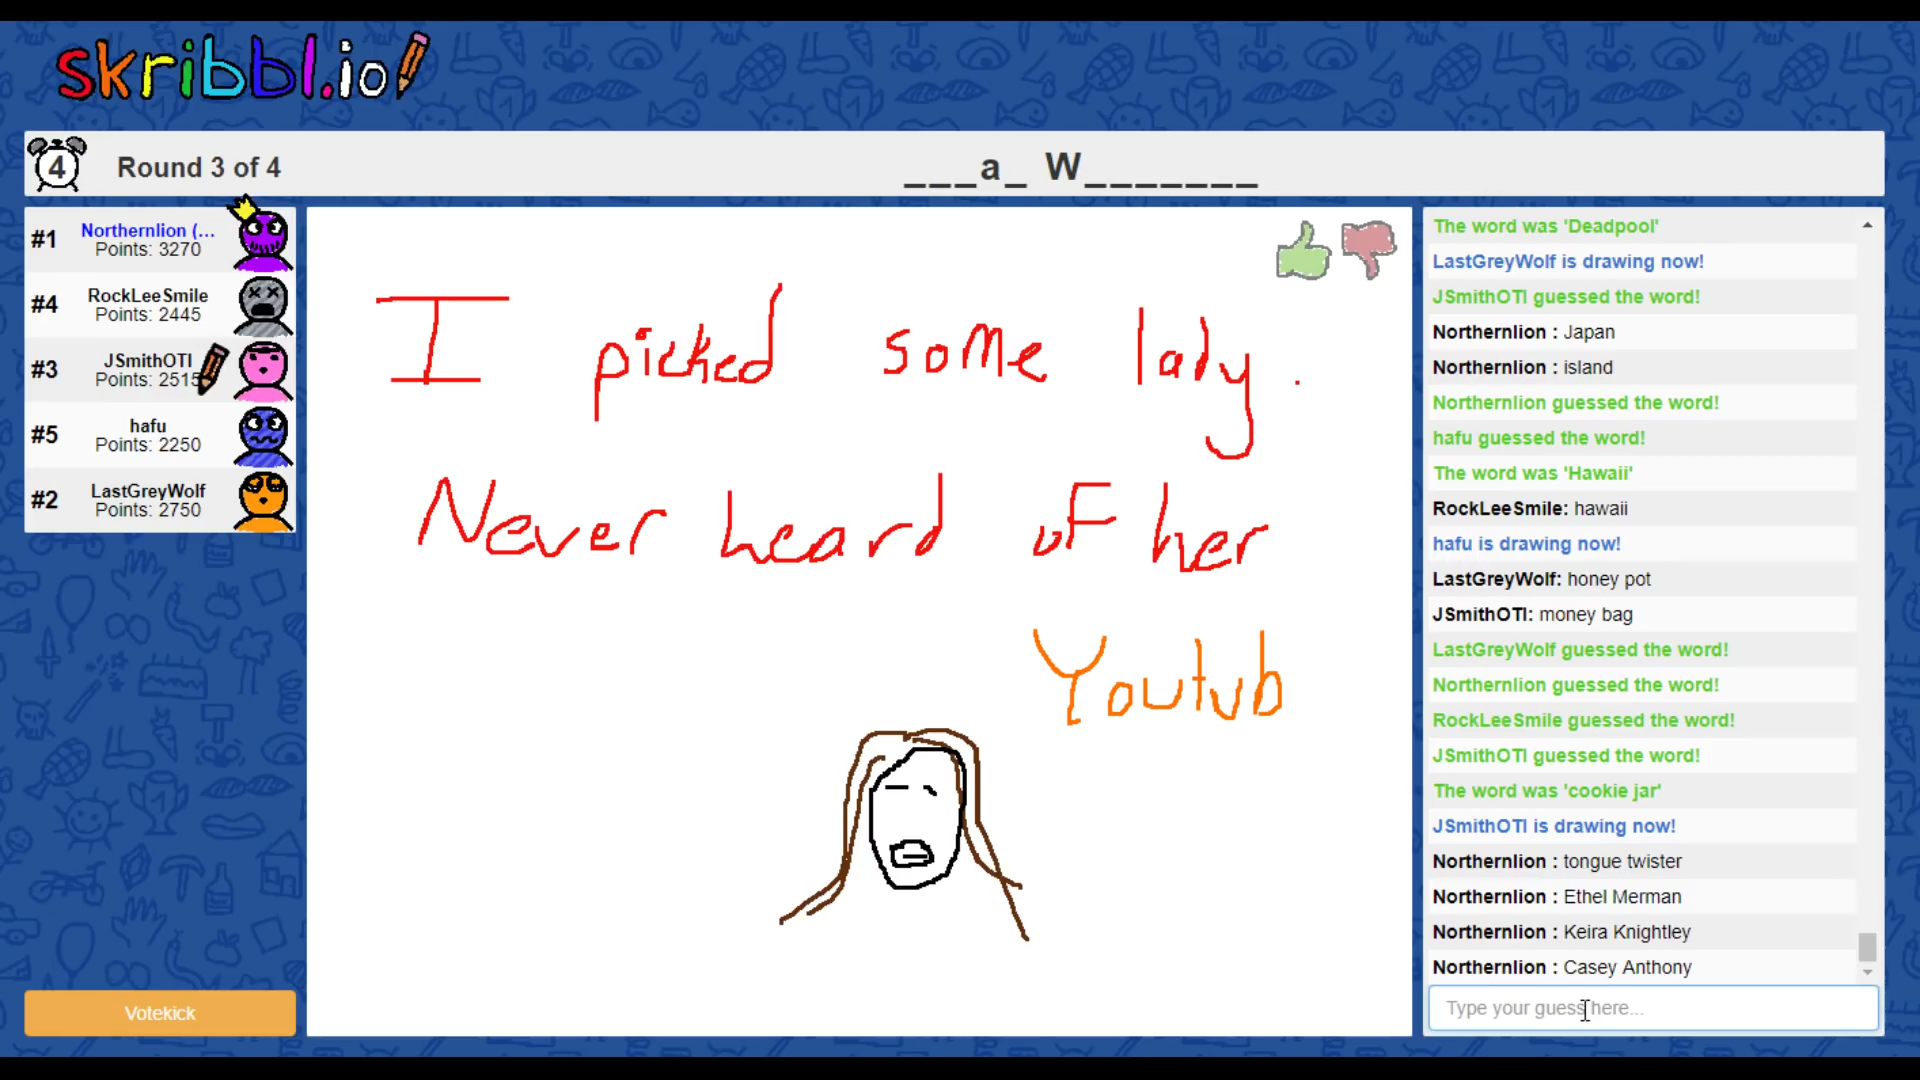 skribbl.io
4
Round 3 of 4
___a_ W_______
#1
Northernlion (...
Points: 3270
#4
RockLeeSmile
Points: 2445
#3
JSmithOTI
Points: 2515
#5
hafu
Points: 2250
#2
LastGreyWolf
Points: 2750
Votekick
I picked some lady.
Never heard of her
Youtub
The word was 'Deadpool'
LastGreyWolf is drawing now!
JSmithOTI guessed the word!
Northernlion : Japan
Northernlion : island
Northernlion guessed the word!
hafu guessed the word!
The word was 'Hawaii'
RockLeeSmile: hawaii
hafu is drawing now!
LastGreyWolf: honey pot
JSmithOTI: money bag
LastGreyWolf guessed the word!
Northernlion guessed the word!
RockLeeSmile guessed the word!
JSmithOTI guessed the word!
The word was 'cookie jar'
JSmithOTI is drawing now!
Northernlion : tongue twister
Northernlion : Ethel Merman
Northernlion : Keira Knightley
Northernlion : Casey Anthony
Type your guess here...